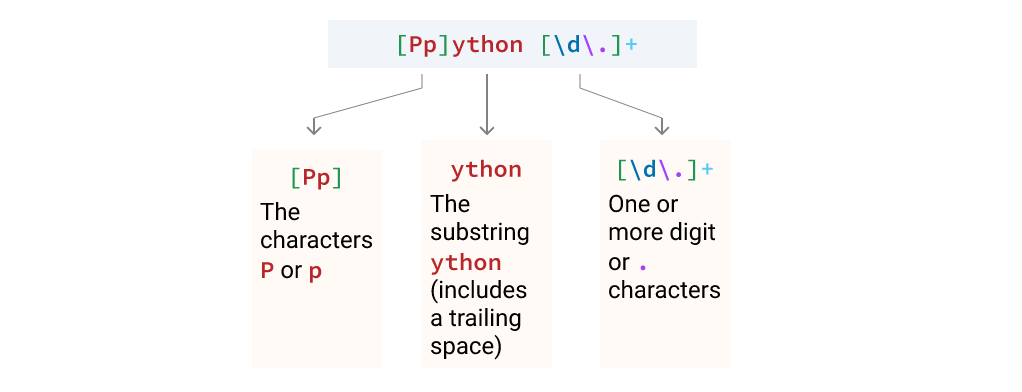 [Pp]ython [\d\.]+
[Pp]
The
characters
P or p
ython
The
substring
ython
(includes
a trailing
space)
[\d\.]+
One or
more digit
or .
characters